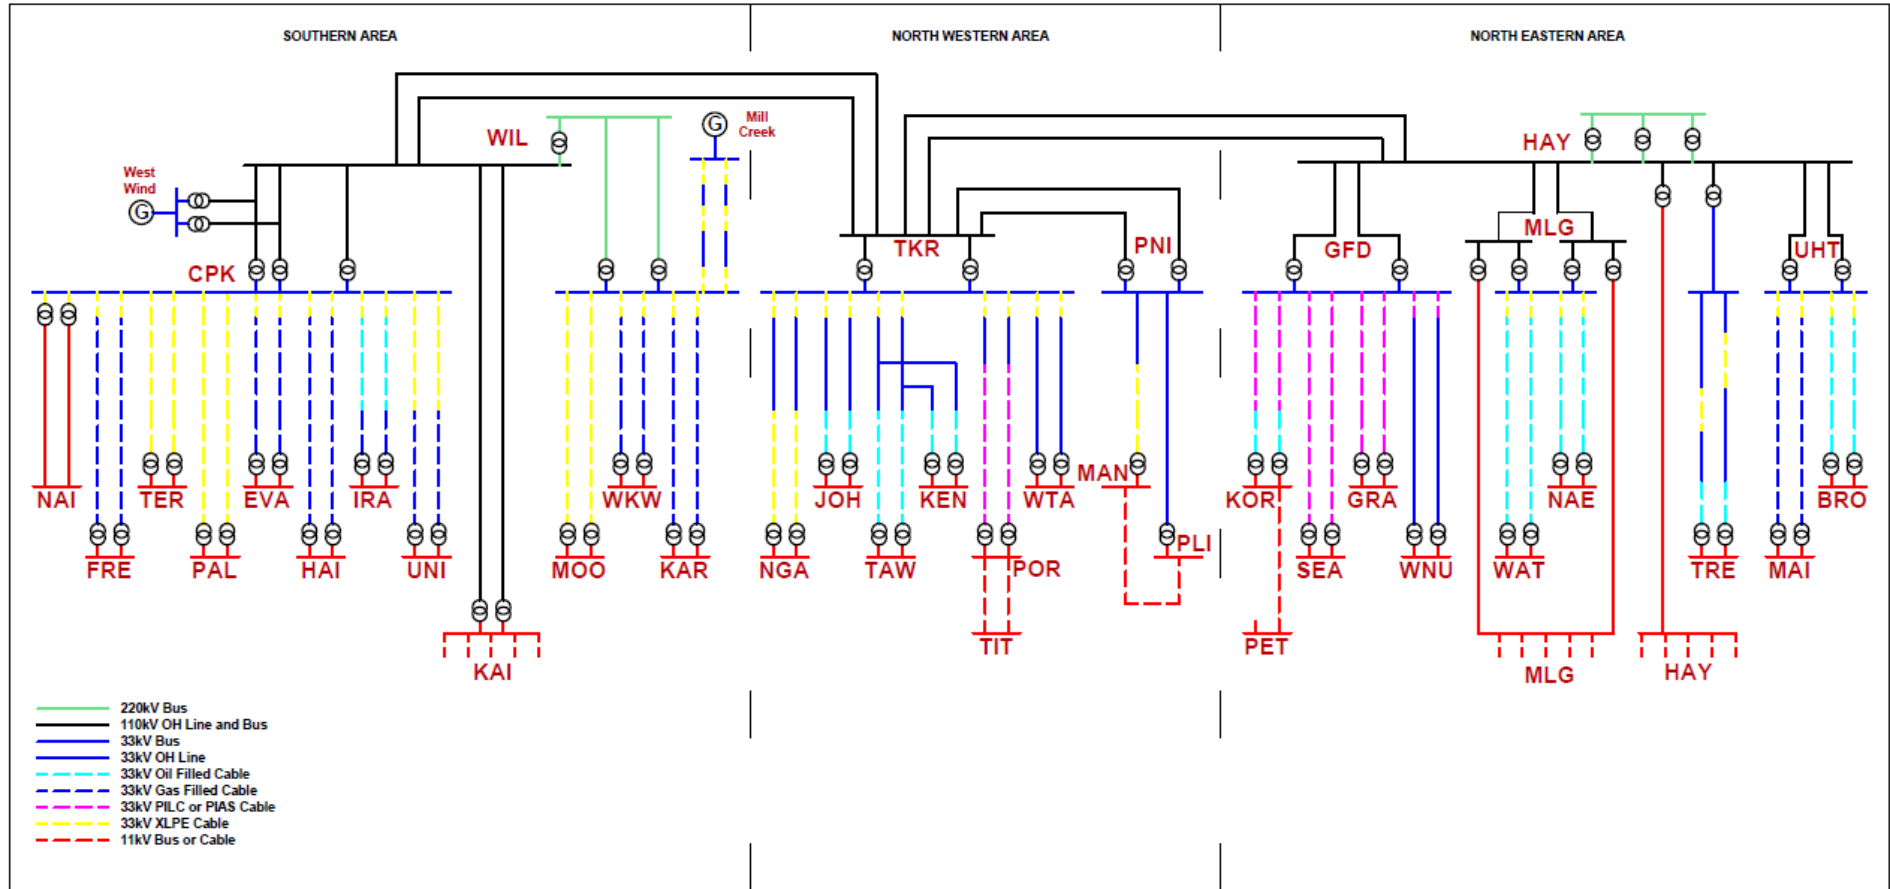 SOUTHERN AREA
NORTH WESTERN AREA
NORTH EASTERN AREA
G
Mill
Creek
WIL
HAY
West
Wind
G
CPK
TKR
PNI
GFD
MLG
UHT
NAI
TER
EVA
IRA
WKW
JOH
KEN
WTA
MAN
KOR
GRA
NAE
BRO
FRE
PAL
HAI
UNI
MOO
KAR
NGA
TAW
POR
PLI
SEA
WNU
WAT
TRE
MAI
KAI
TIT
PET
MLG
HAY
220kV Bus
110kV OH Line and Bus
33kV Bus
33kV OH Line
33kV Oil Filled Cable
33kV Gas Filled Cable
33kV PILC or PIAS Cable
33kV XLPE Cable
11kV Bus or Cable